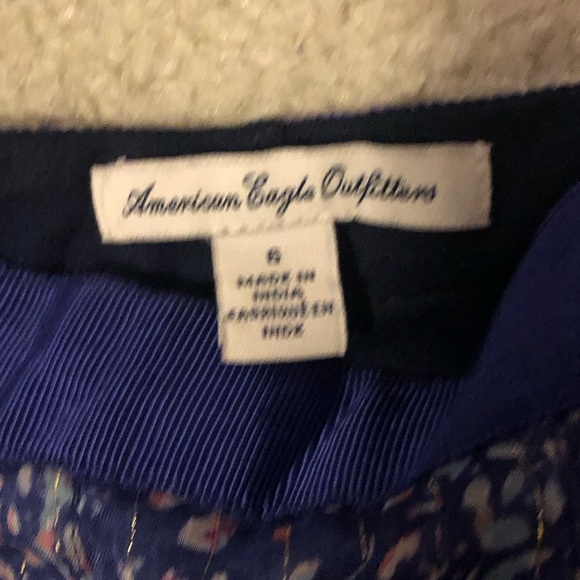 American Eagle Outfitters
6
MADE IN
INDIA
FABRIQUÉ EN
INDE